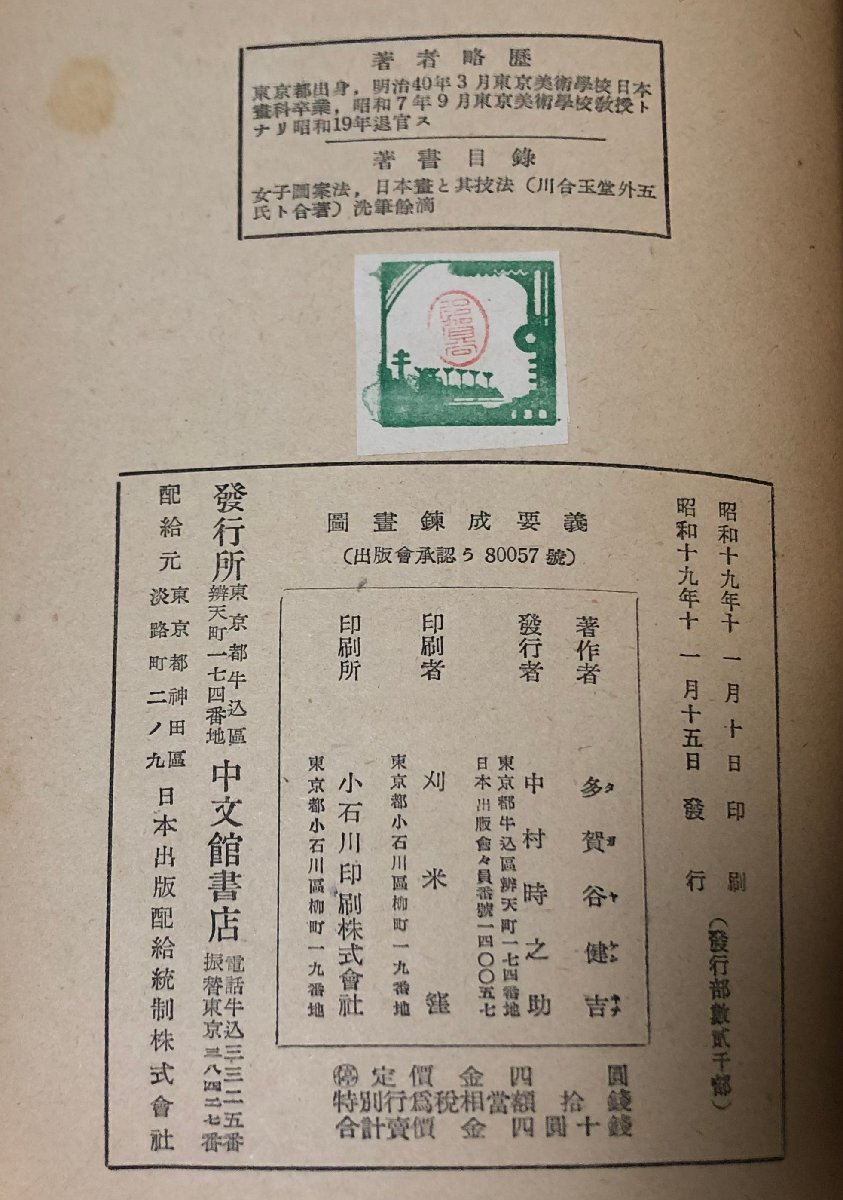 著者略歴
東京都出身，明治40年3月東京美術學校日本
畫科卒業，昭和7年9月東京美術學校敎授ト
ナリ昭和19年退官ス
著書目錄
女子圖案法，日本畫と其技法（川合玉堂外五
氏ト合著）洗筆餘滴
圖畫鍊成要義
（出版會承認う80057號）
昭和十九年十一月十日印刷
昭和十九年十一月十五日發行
（發行部數貳千部）
著作者 多賀谷健吉
タガヤケンキチ
發行者 中村時之助
東京都牛込區辨天町一七四番地
日本出版會々員番號一四〇〇五七
印刷者 刈米窪
東京都小石川區柳町一九番地
印刷所 小石川印刷株式會社
東京都小石川區柳町一九番地
㊡定價金四圓
特別行爲稅相當額拾錢
合計賣價金四圓十錢
發行所 東京都牛込區辨天町一七四番地 中文館書店
電話牛込三三二五番
振替東京三八四二七番
配給元 東京都神田區淡路町二ノ九 日本出版配給統制株式會社